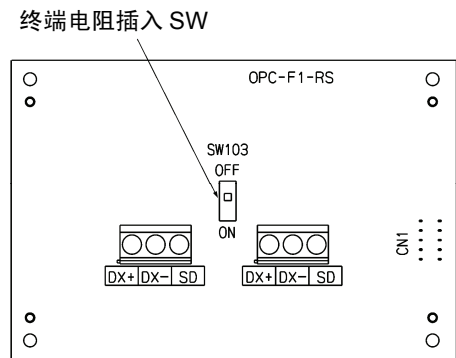 终端电阻插入 SW
OPC-F1-RS
SW103
OFF
ON
CN1
DX+ DX- SD
DX+ DX- SD